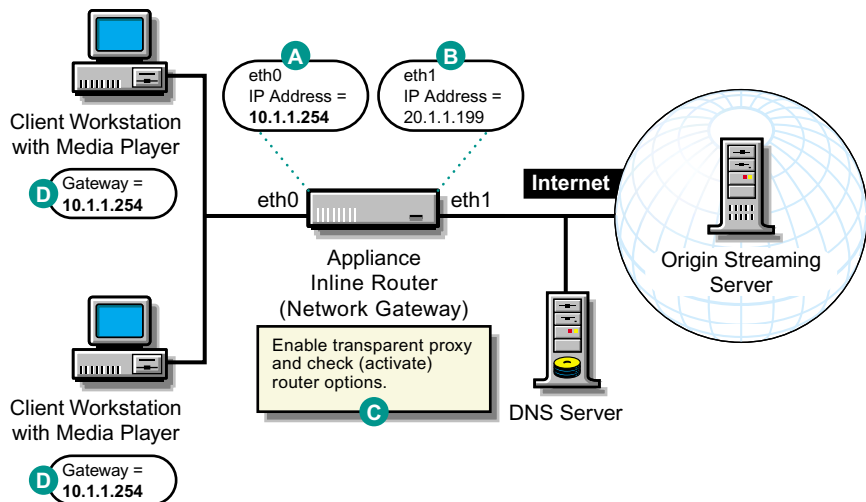 A
eth0
IP Address =
10.1.1.254
B
eth1
IP Address =
20.1.1.199
Client Workstation
with Media Player
D
Gateway =
10.1.1.254
eth0
eth1
Internet
Appliance
Inline Router
(Network Gateway)
Origin Streaming
Server
Enable transparent proxy
and check (activate)
router options.
C
DNS Server
Client Workstation
with Media Player
D
Gateway =
10.1.1.254